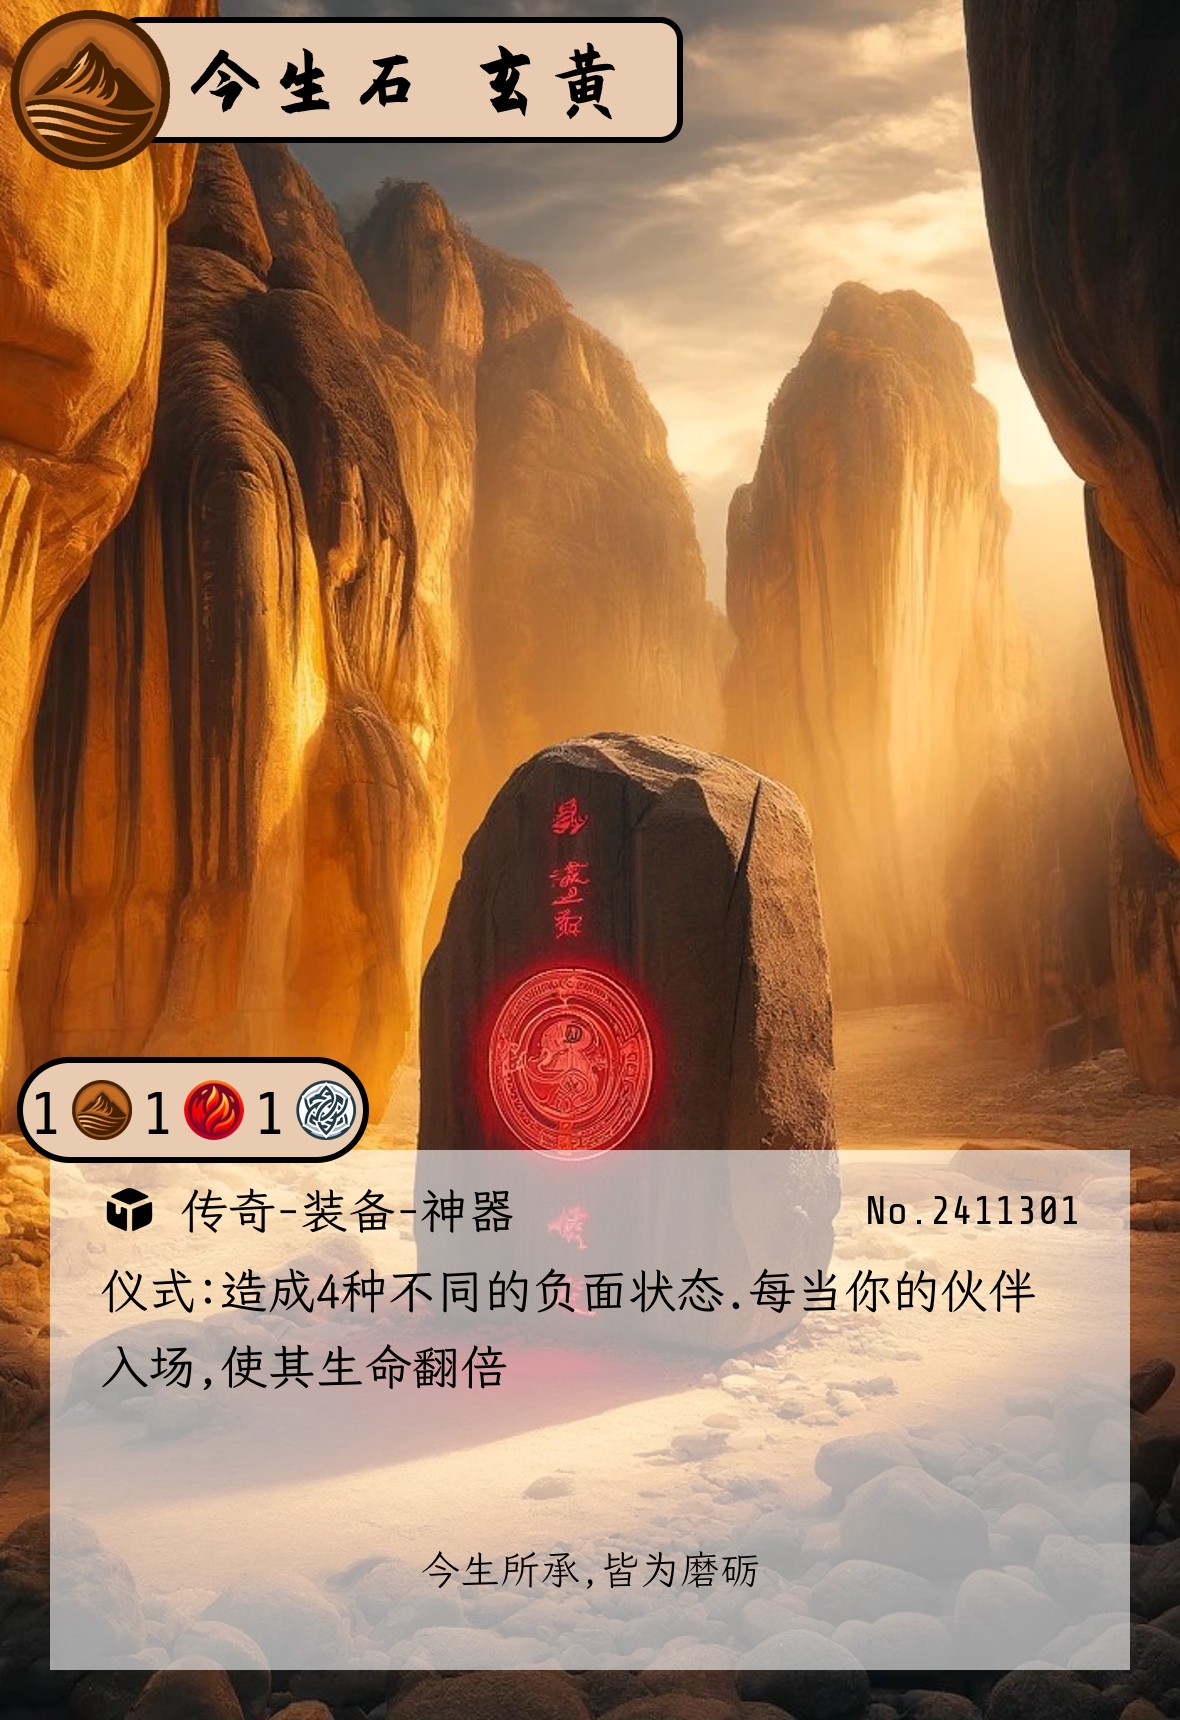 今生石 玄黄
1 1 1
传奇-装备-神器
No.2411301
仪式:造成4种不同的负面状态.每当你的伙伴
入场,使其生命翻倍
今生所承,皆为磨砺